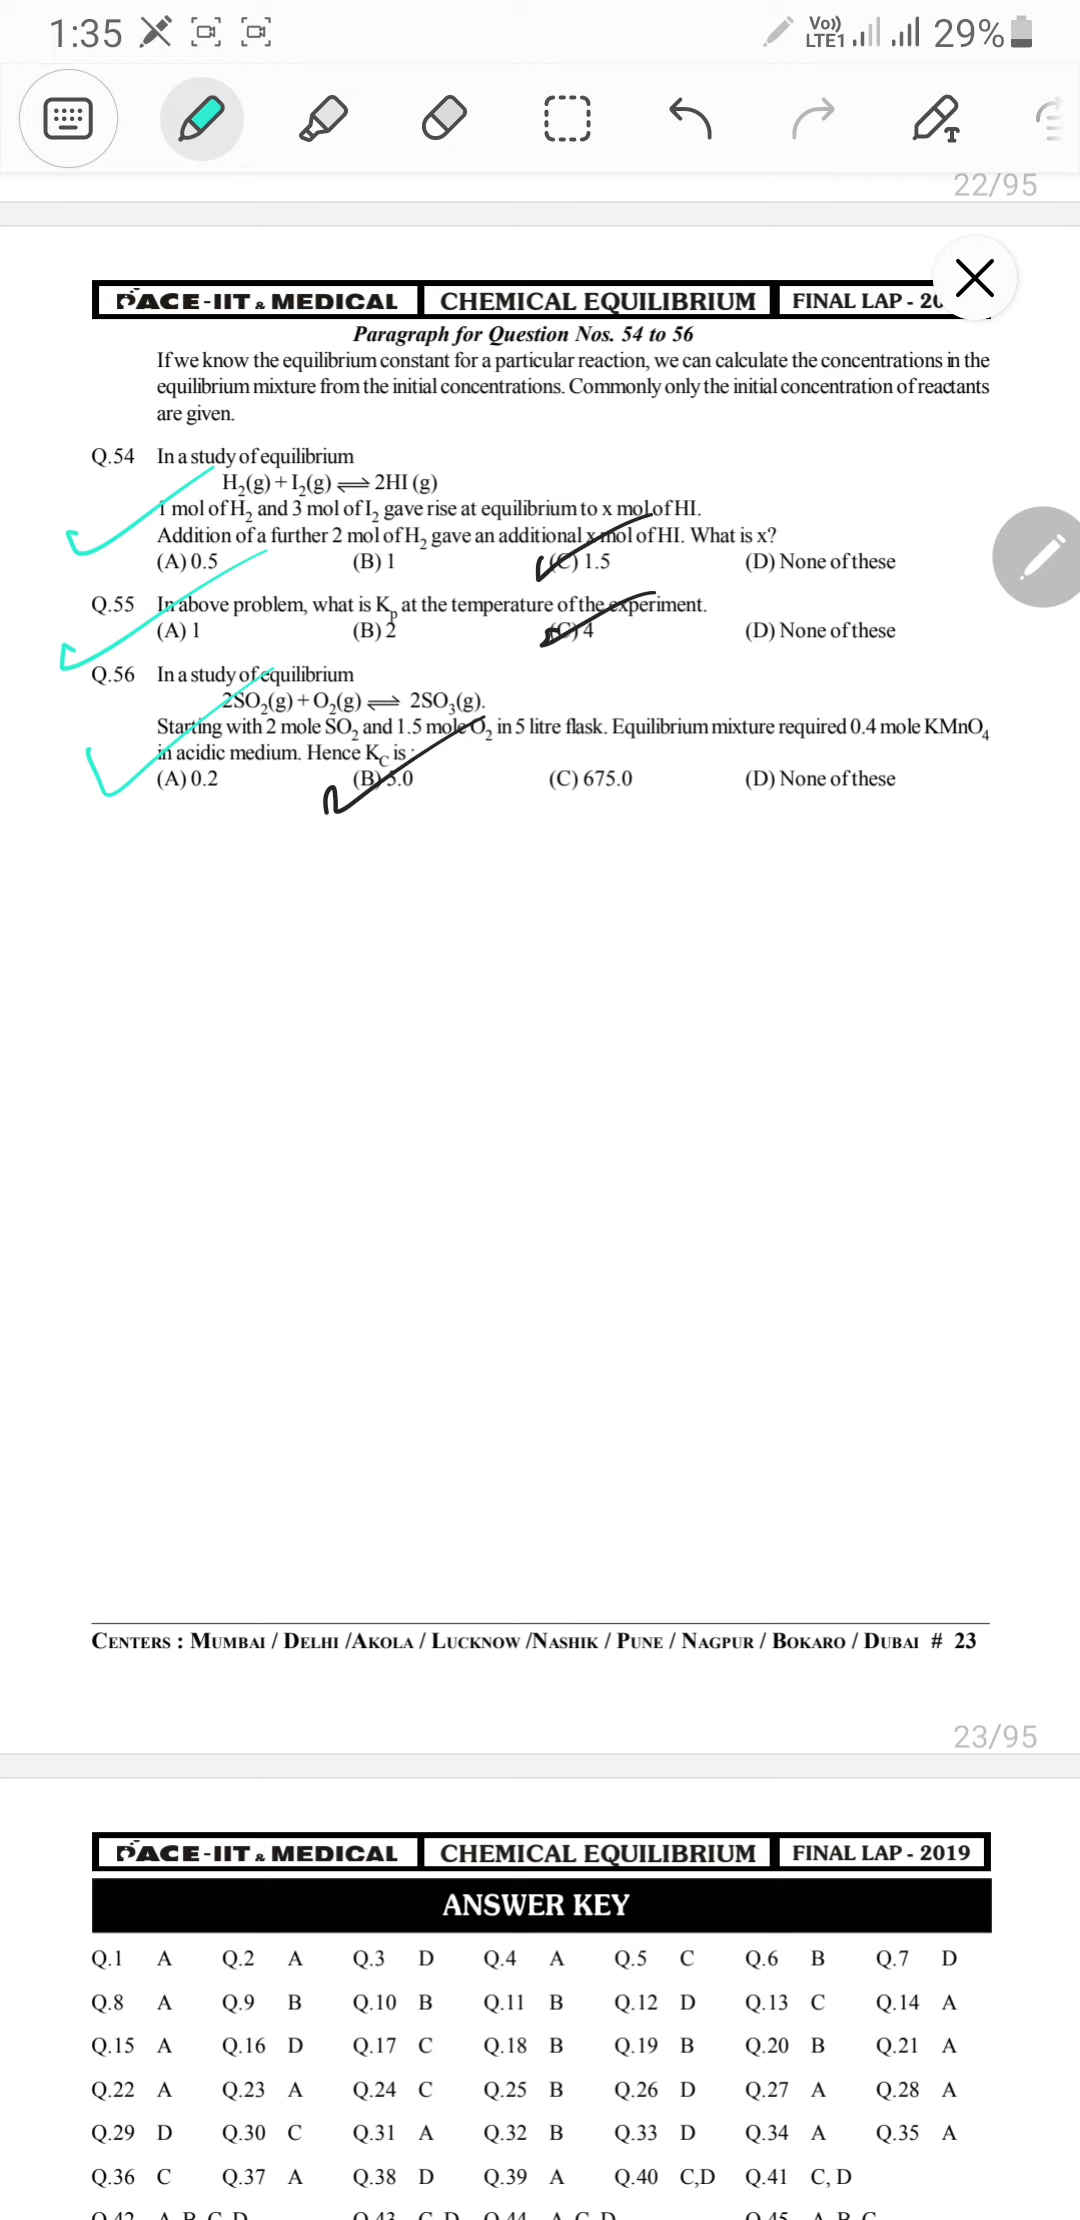 1:35 Vo)) LTE1 29%
22/95
PACE-IIT & MEDICAL CHEMICAL EQUILIBRIUM FINAL LAP - 20
Paragraph for Question Nos. 54 to 56
If we know the equilibrium constant for a particular reaction, we can calculate the concentrations in the
equilibrium mixture from the initial concentrations. Commonly only the initial concentration of reactants
are given.
Q.54 In a study of equilibrium
H₂(g) + I₂(g) ⇌ 2HI (g)
1 mol of H₂ and 3 mol of I₂ gave rise at equilibrium to x mol of HI.
Addition of a further 2 mol of H₂ gave an additional x mol of HI. What is x?
(A) 0.5 (B) 1 (C) 1.5 (D) None of these
Q.55 In above problem, what is Kp at the temperature of the experiment.
(A) 1 (B) 2 (C) 4 (D) None of these
Q.56 In a study of equilibrium
2SO₂(g) + O₂(g) ⇌ 2SO₃(g).
Starting with 2 mole SO₂ and 1.5 mole O₂ in 5 litre flask. Equilibrium mixture required 0.4 mole KMnO₄
in acidic medium. Hence K_C is :
(A) 0.2 (B) 5.0 (C) 675.0 (D) None of these
CENTERS : MUMBAI / DELHI /AKOLA / LUCKNOW /NASHIK / PUNE / NAGPUR / BOKARO / DUBAI # 23
23/95
PACE-IIT & MEDICAL CHEMICAL EQUILIBRIUM FINAL LAP - 2019
ANSWER KEY
Q.1 A Q.2 A Q.3 D Q.4 A Q.5 C Q.6 B Q.7 D
Q.8 A Q.9 B Q.10 B Q.11 B Q.12 D Q.13 C Q.14 A
Q.15 A Q.16 D Q.17 C Q.18 B Q.19 B Q.20 B Q.21 A
Q.22 A Q.23 A Q.24 C Q.25 B Q.26 D Q.27 A Q.28 A
Q.29 D Q.30 C Q.31 A Q.32 B Q.33 D Q.34 A Q.35 A
Q.36 C Q.37 A Q.38 D Q.39 A Q.40 C,D Q.41 C, D